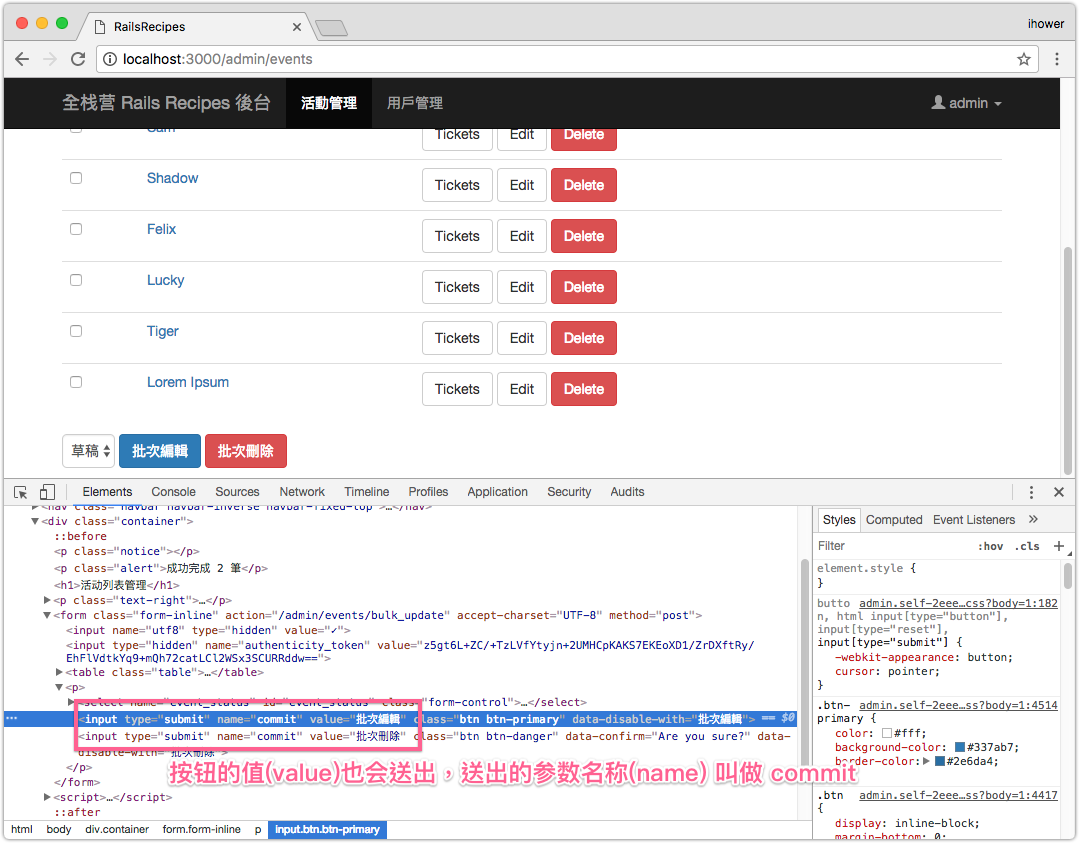 RailsRecipes
ihower
localhost:3000/admin/events
全栈营 Rails Recipes 後台 活動管理 用戶管理 admin
Sam Tickets Edit Delete
Shadow Tickets Edit Delete
Felix Tickets Edit Delete
Lucky Tickets Edit Delete
Tiger Tickets Edit Delete
Lorem Ipsum Tickets Edit Delete
草稿 批次編輯 批次刪除
Elements Console Sources Network Timeline Profiles Application Security Audits
▶<nav class="navbar navbar-inverse navbar-fixed-top">…</nav>
▼<div class="container">
::before
<p class="notice"></p>
<p class="alert">成功完成 2 筆</p>
<h1>活动列表管理</h1>
▶<p class="text-right">…</p>
▼<form class="form-inline" action="/admin/events/bulk_update" accept-charset="UTF-8" method="post">
<input name="utf8" type="hidden" value="✓">
<input type="hidden" name="authenticity_token" value="z5gt6L+ZC/+TzLVfYtyjn+2UMHCpKAKS7EKEoXD1/ZrDXftRy/
EhFlVdtkYq9+mQh72catLCl2WSx3SCURRddw==">
▶<table class="table">…</table>
▼<p>
▶<select name="event_status" id="event_status" class="form-control">…</select>
<input type="submit" name="commit" value="批次編輯" class="btn btn-primary" data-disable-with="批次編輯"> == $0
<input type="submit" name="commit" value="批次刪除" class="btn btn-danger" data-confirm="Are you sure?" data-
disable-with="批次刪除">
</p>
</form>
▶<script>…</script>
::after
按钮的值(value)也会送出，送出的参数名称(name) 叫做 commit
html body div.container form.form-inline p input.btn.btn-primary
Styles Computed Event Listeners »
Filter :hov .cls +
element.style {
}
butto admin.self-2eee…css?body=1:182
n, html input[type="button"],
input[type="reset"],
input[type="submit"] {
-webkit-appearance: button;
cursor: pointer;
}
.btn- admin.self-2eee…ss?body=1:4514
primary {
color: #fff;
background-color: #337ab7;
border-color: ▶ #2e6da4;
}
.btn admin.self-2eee…ss?body=1:4417
{
display: inline-block;
margin-bottom: 0;